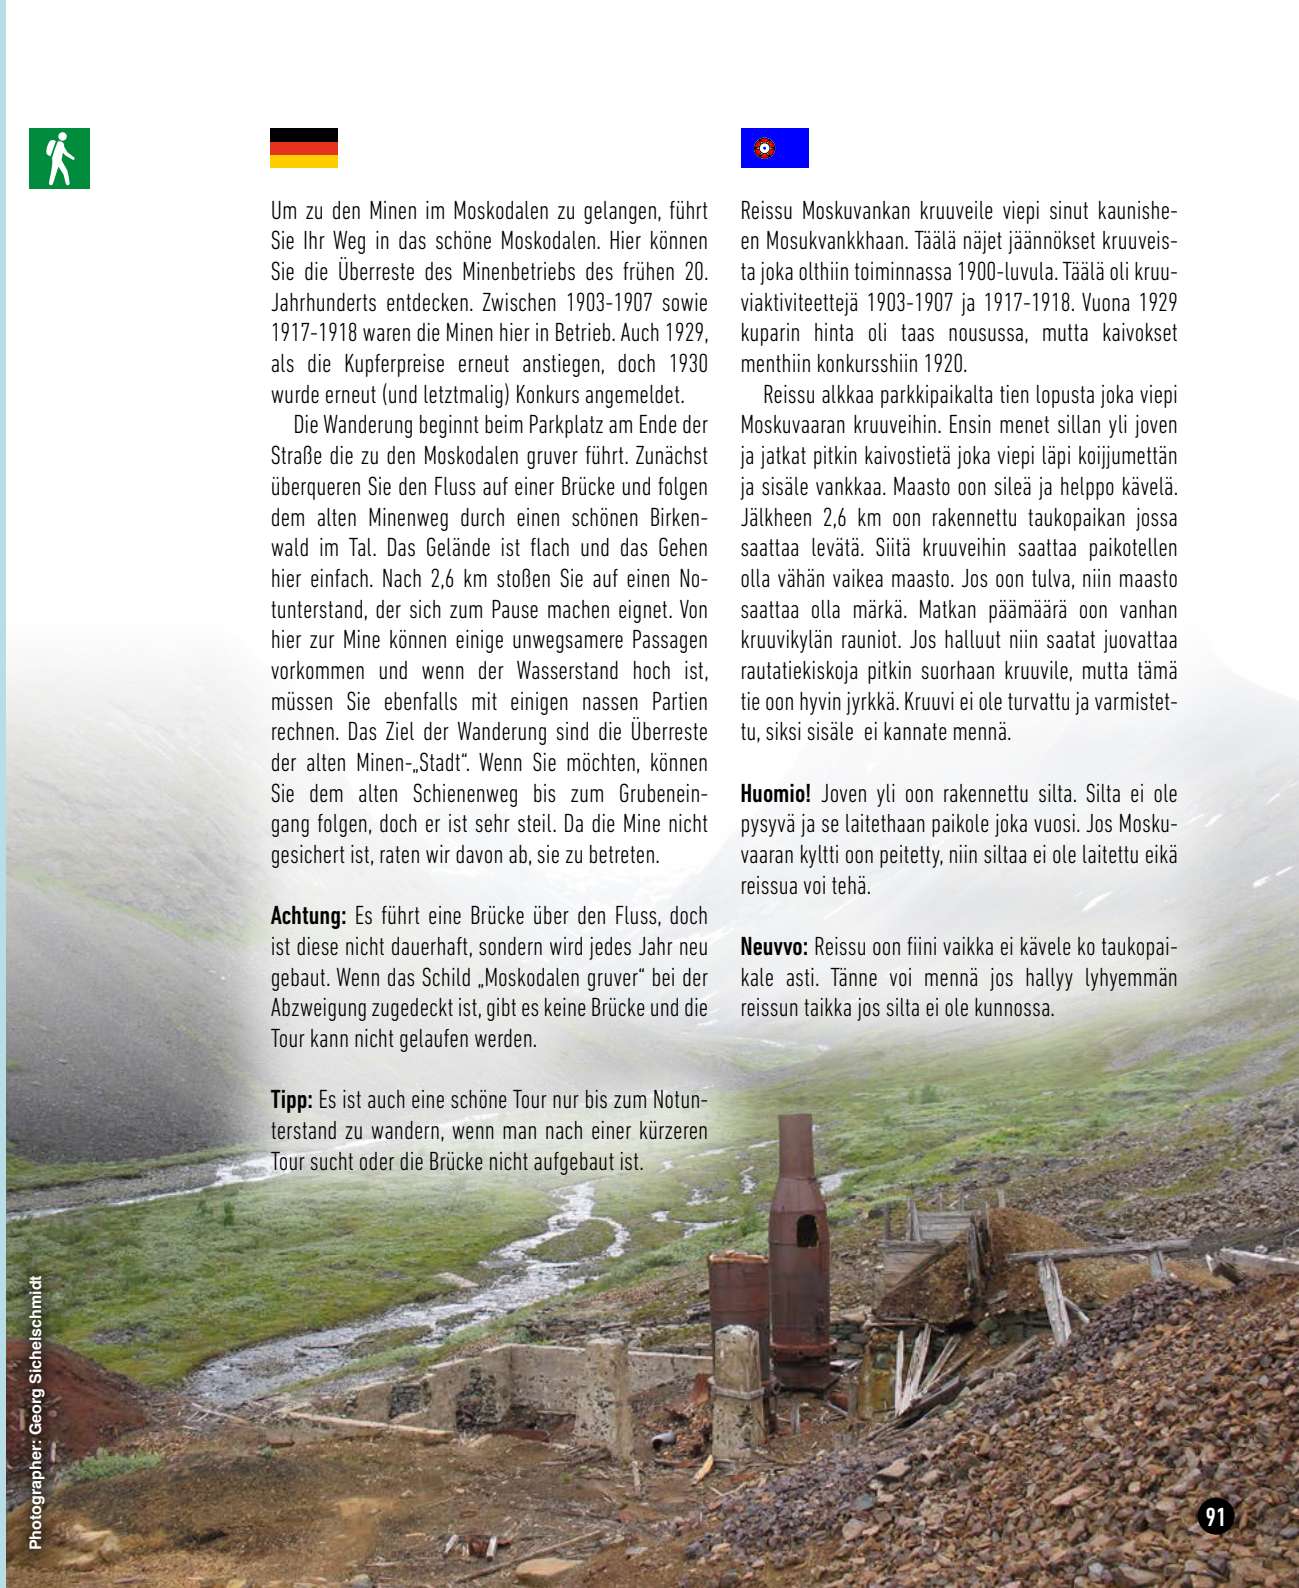 Um zu den Minen im Moskodalen zu gelangen, führt
Sie Ihr Weg in das schöne Moskodalen. Hier können
Sie die Überreste des Minenbetriebs des frühen 20.
Jahrhunderts entdecken. Zwischen 1903-1907 sowie
1917-1918 waren die Minen hier in Betrieb. Auch 1929,
als die Kupferpreise erneut anstiegen, doch 1930
wurde erneut (und letztmalig) Konkurs angemeldet.
Die Wanderung beginnt beim Parkplatz am Ende der
Straße die zu den Moskodalen gruver führt. Zunächst
überqueren Sie den Fluss auf einer Brücke und folgen
dem alten Minenweg durch einen schönen Birken-
wald im Tal. Das Gelände ist flach und das Gehen
hier einfach. Nach 2,6 km stoßen Sie auf einen No-
tunterstand, der sich zum Pause machen eignet. Von
hier zur Mine können einige unwegsamere Passagen
vorkommen und wenn der Wasserstand hoch ist,
müssen Sie ebenfalls mit einigen nassen Partien
rechnen. Das Ziel der Wanderung sind die Überreste
der alten Minen-„Stadt“. Wenn Sie möchten, können
Sie dem alten Schienenweg bis zum Grubenein-
gang folgen, doch er ist sehr steil. Da die Mine nicht
gesichert ist, raten wir davon ab, sie zu betreten.
Achtung: Es führt eine Brücke über den Fluss, doch
ist diese nicht dauerhaft, sondern wird jedes Jahr neu
gebaut. Wenn das Schild „Moskodalen gruver“ bei der
Abzweigung zugedeckt ist, gibt es keine Brücke und die
Tour kann nicht gelaufen werden.
Tipp: Es ist auch eine schöne Tour nur bis zum Notun-
terstand zu wandern, wenn man nach einer kürzeren
Tour sucht oder die Brücke nicht aufgebaut ist.
Reissu Moskuvankan kruuveile viepi sinut kaunishe-
en Mosukvankkhaan. Täälä näjet jäännökset kruuveis-
ta joka olthiin toiminnassa 1900-luvula. Täälä oli kruu-
viaktiviteettejä 1903-1907 ja 1917-1918. Vuona 1929
kuparin hinta oli taas nousussa, mutta kaivokset
menthiin konkursshiin 1920.
Reissu alkkaa parkkipaikalta tien lopusta joka viepi
Moskuvaaran kruuveihin. Ensin menet sillan yli joven
ja jatkat pitkin kaivostietä joka viepi läpi koijjumettän
ja sisäle vankkaa. Maasto oon sileä ja helppo kävelä.
Jälkheen 2,6 km oon rakennettu taukopaikan jossa
saattaa levätä. Siitä kruuveihin saattaa paikotellen
olla vähän vaikea maasto. Jos oon tulva, niin maasto
saattaa olla märkä. Matkan päämäärä oon vanhan
kruuvikylän rauniot. Jos halluut niin saatat juovattaa
rautatiekiskoja pitkin suorhaan kruuvile, mutta tämä
tie oon hyvin jyrkkä. Kruuvi ei ole turvattu ja varmistet-
tu, siksi sisäle ei kannate mennä.
Huomio! Joven yli oon rakennettu silta. Silta ei ole
pysyvä ja se laitethaan paikole joka vuosi. Jos Mosku-
vaaran kyltti oon peitetty, niin siltaa ei ole laitettu eikä
reissua voi tehä.
Neuvvo: Reissu oon fiini vaikka ei kävele ko taukopai-
kale asti. Tänne voi mennä jos hallyy lyhyemmän
reissun taikka jos silta ei ole kunnossa.
Photographer: Georg Sichelschmidt
91